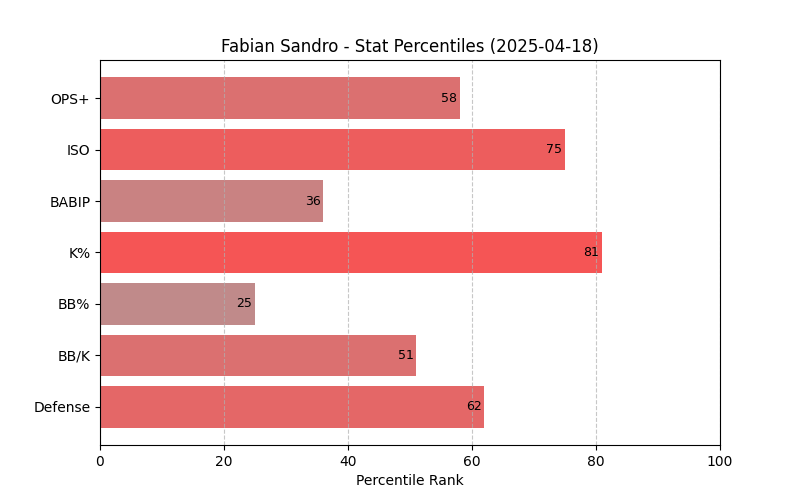 Fabian Sandro - Stat Percentiles (2025-04-18)
OPS+ 58
ISO 75
BABIP 36
K% 81
BB% 25
BB/K 51
Defense 62
0 20 40 60 80 100
Percentile Rank